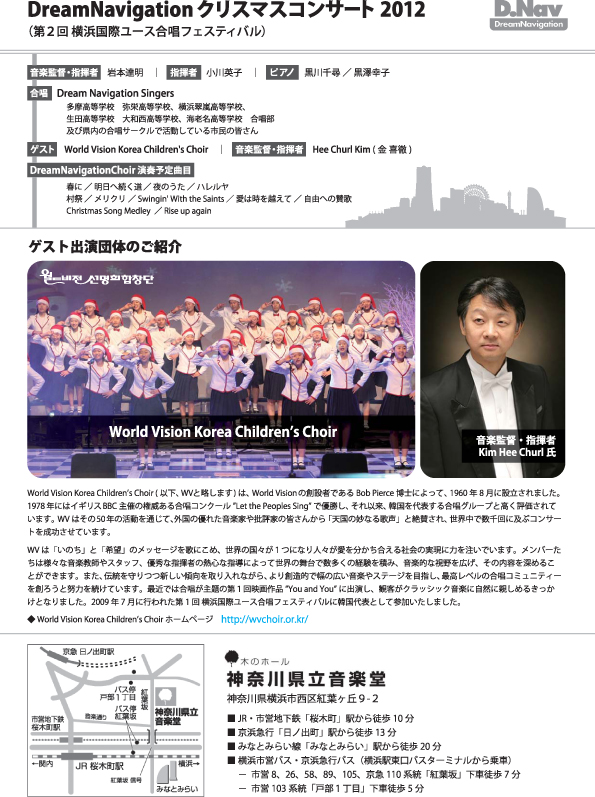 DreamNavigation クリスマスコンサート 2012
D.Nav
DreamNavigation
（第２回 横浜国際ユース合唱フェスティバル）
音楽監督・指揮者 岩本達明 ｜ 指揮者 小川英子 ｜ ピアノ 黒川千尋 ／ 黒澤幸子
合唱 Dream Navigation Singers
多摩高等学校 弥栄高等学校、横浜翠嵐高等学校、
生田高等学校 大和西高等学校、海老名高等学校 合唱部
及び県内の合唱サークルで活動している市民の皆さん
ゲスト World Vision Korea Children's Choir ｜ 音楽監督・指揮者 Hee Churl Kim ( 金 喜徹 )
DreamNavigationChoir 演奏予定曲目
春に ／ 明日へ続く道 ／ 夜のうた ／ ハレルヤ
村祭 ／ メリクリ ／ Swingin' With the Saints ／ 愛は時を越えて ／ 自由への賛歌
Christmas Song Medley ／ Rise up again
ゲスト出演団体のご紹介
월드비전 선명회합창단
World Vision Korea Children's Choir
音楽監督・指揮者
Kim Hee Churl 氏
World Vision Korea Children's Choir ( 以下、WVと略します ) は、World Visionの創設者である Bob Pierce 博士によって、1960 年 8 月に設立されました。
1978 年にはイギリス BBC 主催の権威ある合唱コンクール "Let the Peoples Sing" で優勝し、それ以来、韓国を代表する合唱グループと高く評価されて
います。WV はその 50 年の活動を通じて、外国の優れた音楽家や批評家の皆さんから「天国の妙なる歌声」と絶賛され、世界中で数千回に及ぶコンサー
トを成功させています。
WV は「いのち」と「希望」のメッセージを歌にこめ、世界の国々が 1 つになり人々が愛を分かち合える社会の実現に力を注いでいます。メンバーた
ちは様々な音楽教師やスタッフ、優秀な指揮者の熱心な指導によって世界の舞台で数多くの経験を積み、音楽的な視野を広げ、その内容を深めるこ
とができます。また、伝統を守りつつ新しい傾向を取り入れながら、より創造的で幅の広い音楽やステージを目指し、最高レベルの合唱コミュニティー
を創ろうと努力を続けています。最近では合唱が主題の第 1 回映画作品 "You and You" に出演し、観客がクラッシック音楽に自然に親しめるきっか
けとなりました。2009 年 7 月に行われた第 1 回 横浜国際ユース合唱フェスティバルに韓国代表として参加いたしました。
◆ World Vision Korea Children's Choir ホームページ http://wvchoir.or.kr/
京急 日ノ出町駅
バス停
戸部 1 丁目
紅葉坂
バス停
紅葉坂
音楽通り
神奈川県立
音楽堂
市営地下鉄
桜木町駅
←関内
JR 桜木町駅
横浜→
紅葉坂 信号
みなとみらい
木のホール
神奈川県立音楽堂
神奈川県横浜市西区紅葉ヶ丘９-２
■ JR・市営地下鉄「桜木町」駅から徒歩 10 分
■ 京浜急行「日ノ出町」駅から徒歩 13 分
■ みなとみらい線「みなとみらい」駅から徒歩 20 分
■ 横浜市営バス・京浜急行バス（横浜駅東口バスターミナルから乗車）
－ 市営 8、26、58、89、105、京急 110 系統「紅葉坂」下車徒歩 7 分
－ 市営 103 系統「戸部 1 丁目」下車徒歩 5 分